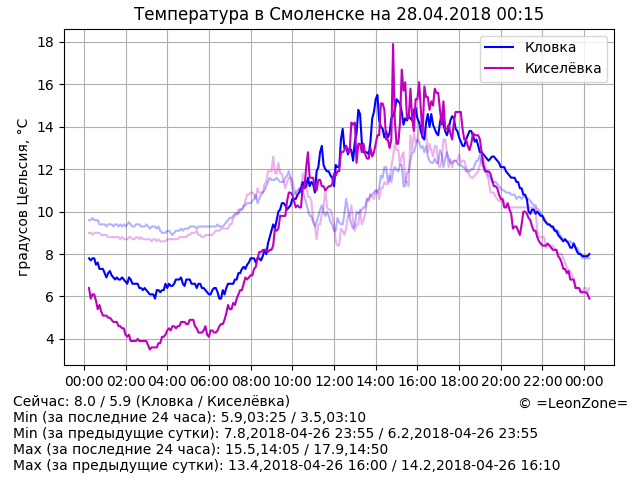 Температура в Смоленске на 28.04.2018 00:15
градусов Цельсия, °C
18
16
14
12
10
8
6
4
Кловка
Киселёвка
00:00 02:00 04:00 06:00 08:00 10:00 12:00 14:00 16:00 18:00 20:00 22:00 00:00
Сейчас: 8.0 / 5.9 (Кловка / Киселёвка)
© =LeonZone=
Min (за последние 24 часа): 5.9,03:25 / 3.5,03:10
Min (за предыдущие сутки): 7.8,2018-04-26 23:55 / 6.2,2018-04-26 23:55
Max (за последние 24 часа): 15.5,14:05 / 17.9,14:50
Max (за предыдущие сутки): 13.4,2018-04-26 16:00 / 14.2,2018-04-26 16:10